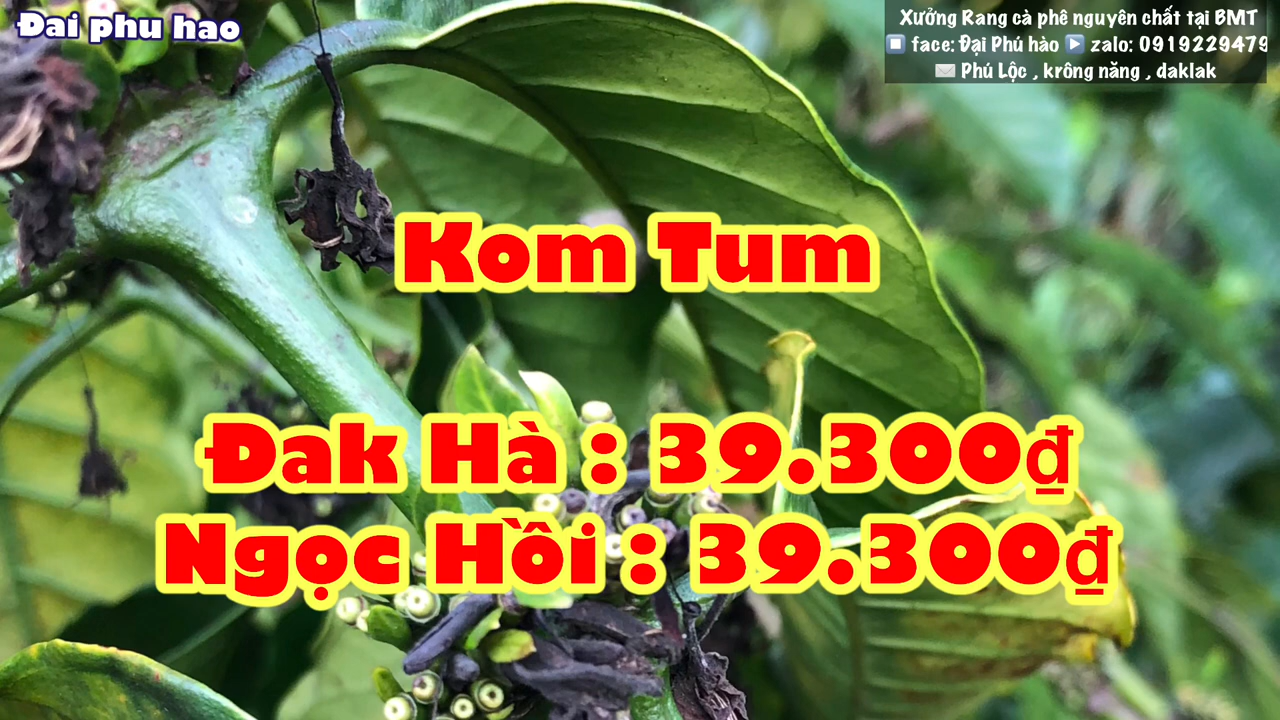 Đai phu hao
Xưởng Rang cà phê nguyên chất tại BMT
face: Đại Phú hào ▶️ zalo: 0919229479
✉️ Phú Lộc , krông năng , daklak
Kom Tum
Đak Hà : 39.300₫
Ngọc Hồi : 39.300₫